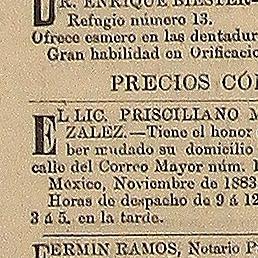 DR. ENRIQUE BIESTER—
Refugio número 13.
Ofrece esmero en las dentadur
Gran habilidad en Orificacio
PRECIOS CÓ
EL LIC. PRISCILIANO
ZALEZ.—Tiene el honor
ber mudado su domicilio
calle del Correo Mayor núm. 1
México, Noviembre de 1883
Horas de despacho de 9 á 12
3 á 5. en la tarde.
FERMIN RAMOS, Notario P